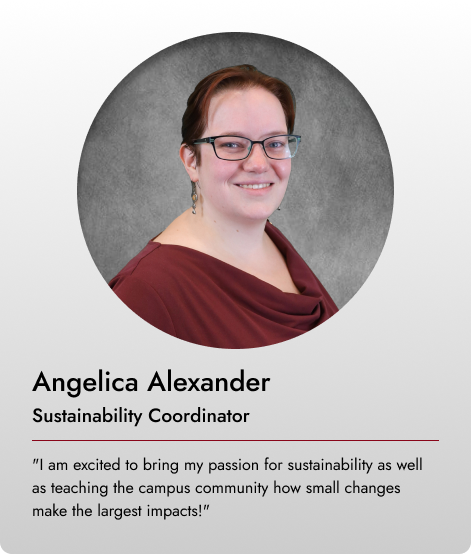 Angelica Alexander
Sustainability Coordinator
"I am excited to bring my passion for sustainability as well
as teaching the campus community how small changes
make the largest impacts!"